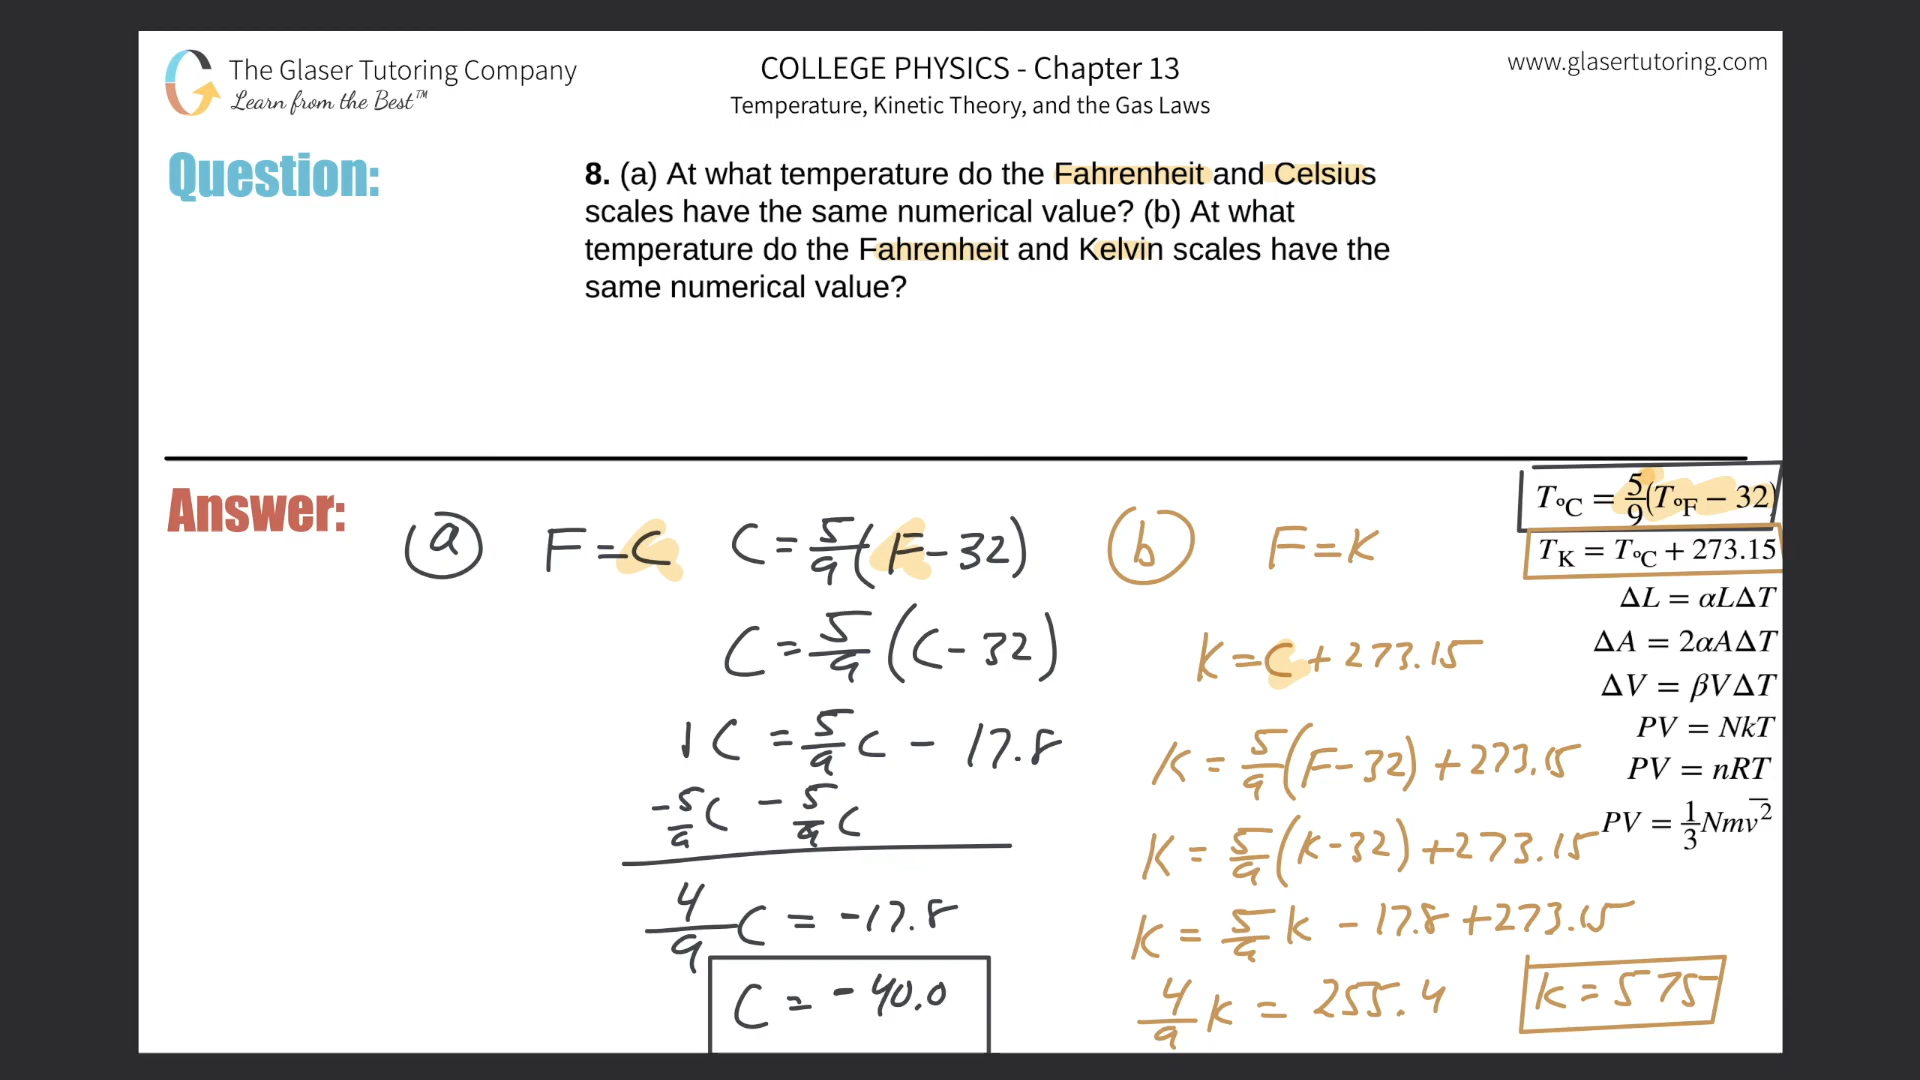 The Glaser Tutoring Company
Learn from the Best™
COLLEGE PHYSICS - Chapter 13
Temperature, Kinetic Theory, and the Gas Laws
www.glasertutoring.com
Question:
8. (a) At what temperature do the Fahrenheit and Celsius
scales have the same numerical value? (b) At what
temperature do the Fahrenheit and Kelvin scales have the
same numerical value?
Answer:
(a) F = C
C = 5/9 (F - 32)
C = 5/9 (C - 32)
1C = 5/9 C - 17.8
-5/9 C - 5/9 C
4/9 C = -17.8
C = -40.0
(b) F = K
K = C + 273.15
K = 5/9 (F - 32) + 273.15
K = 5/9 (K - 32) + 273.15
K = 5/9 K - 17.8 + 273.15
4/9 K = 255.4
K = 575
T°C = 5/9 (T°F − 32)
TK = T°C + 273.15
ΔL = αLΔT
ΔA = 2αAΔT
ΔV = βVΔT
PV = NkT
PV = nRT
PV = 1/3 Nmv̅²